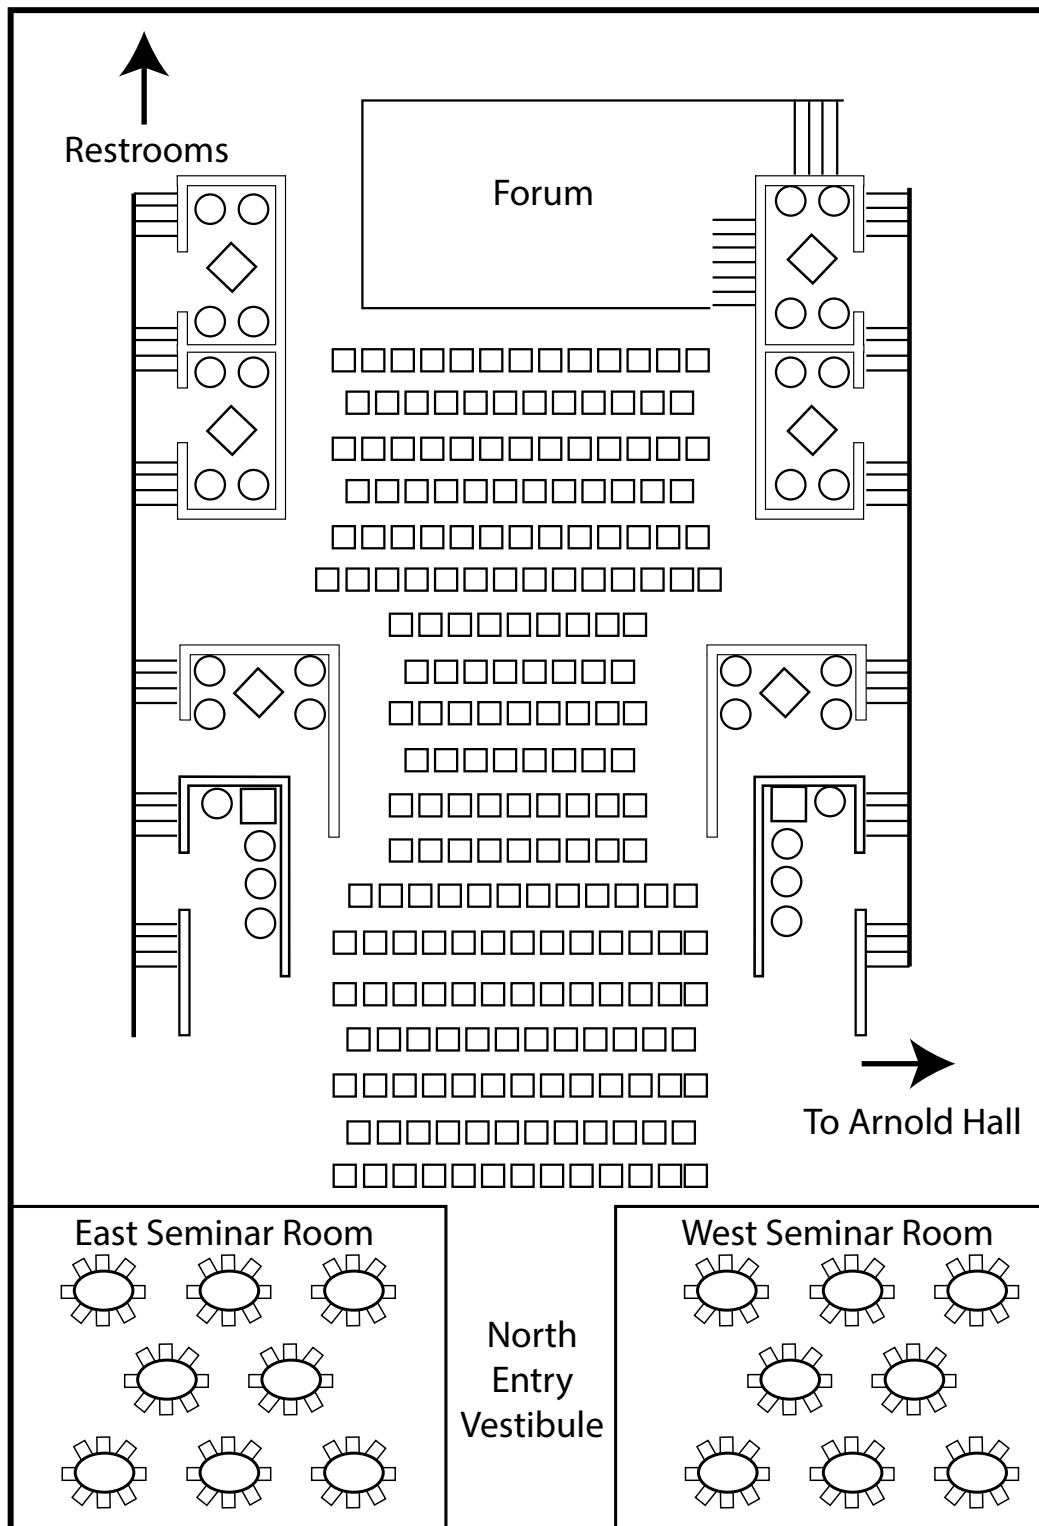 Restrooms
Forum
To Arnold Hall
East Seminar Room
West Seminar Room
North
Entry
Vestibule